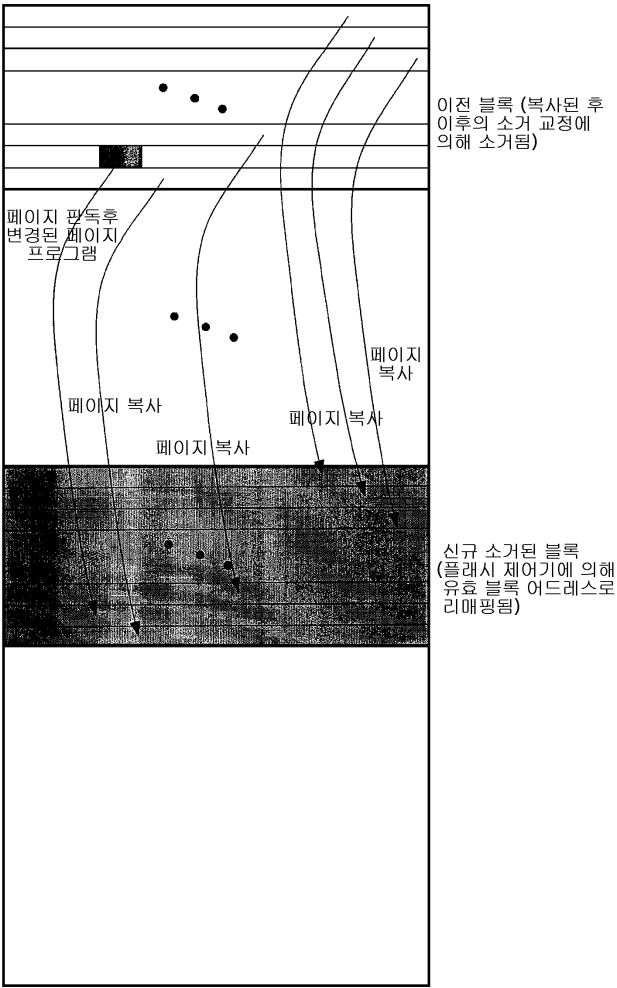 이전 블록 (복사된 후
이후의 소거 교정에
의해 소거됨)
페이지 판독후
변경된 페이지
프로그램
페이지
복사
페이지 복사
페이지 복사
페이지 복사
신규 소거된 블록
(플래시 제어기에 의해
유효 블록 어드레스로
리매핑됨)